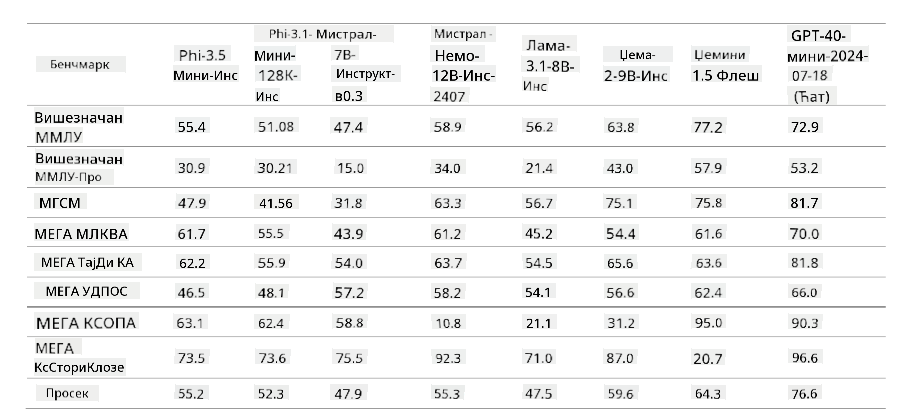 Бенчмарк Phi-3.5 Мини-Инс Phi-3.1-Мини-128К-Инс Мистрал-7В-Инструкт-в0.3 Мистрал-Немо-12В-Инс-2407 Лама-3.1-8В-Инс Џема-2-9В-Инс Џемини 1.5 Флеш GPT-40-мини-2024-07-18 (Ћат)
Вишезначан ММЛУ 55.4 51.08 47.4 58.9 56.2 63.8 77.2 72.9
Вишезначан ММЛУ-Про 30.9 30.21 15.0 34.0 21.4 43.0 57.9 53.2
МГСМ 47.9 41.56 31.8 63.3 56.7 75.1 75.8 81.7
МЕГА МЛКВА 61.7 55.5 43.9 61.2 45.2 54.4 61.6 70.0
МЕГА ТајДи КА 62.2 55.9 54.0 63.7 54.5 65.6 63.6 81.8
МЕГА УДПОС 46.5 48.1 57.2 58.2 54.1 56.6 62.4 66.0
МЕГА КСОПА 63.1 62.4 58.8 10.8 21.1 31.2 95.0 90.3
МЕГА КсСториКлозе 73.5 73.6 75.5 92.3 71.0 87.0 20.7 96.6
Просек 55.2 52.3 47.9 55.3 47.5 59.6 64.3 76.6